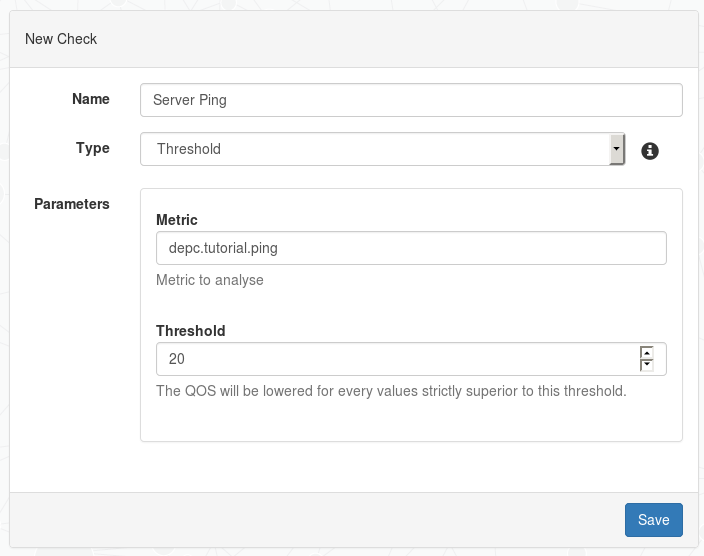 New Check
Name
Server Ping
Type
Threshold
Parameters
Metric
depc.tutorial.ping
Metric to analyse
Threshold
20
The QOS will be lowered for every values strictly superior to this threshold.
Save